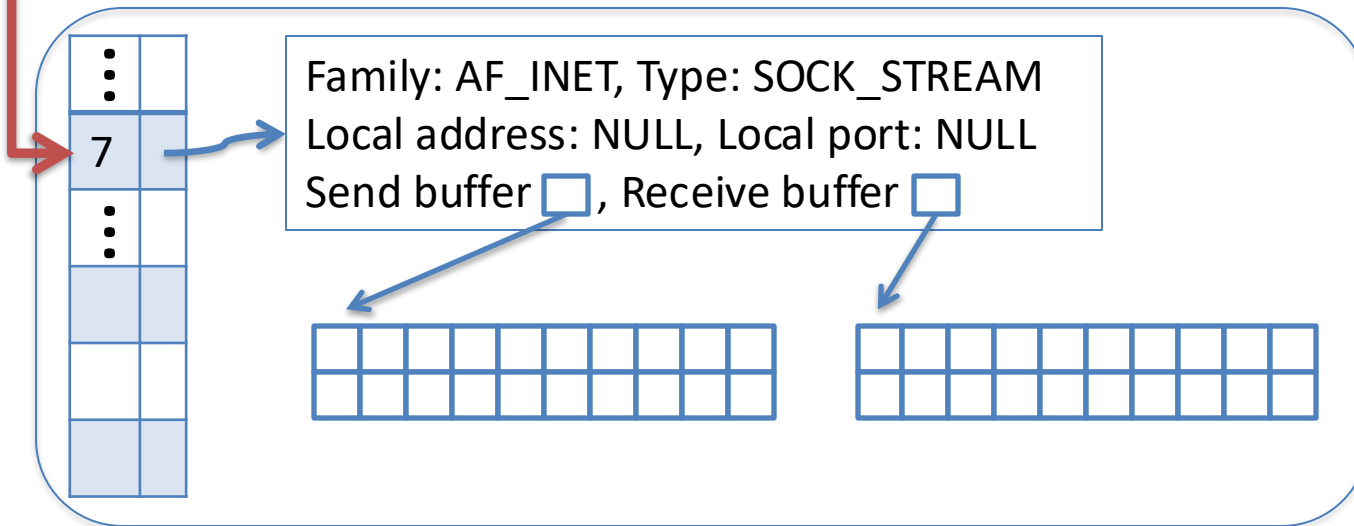 7
Family: AF_INET, Type: SOCK_STREAM
Local address: NULL, Local port: NULL
Send buffer , Receive buffer